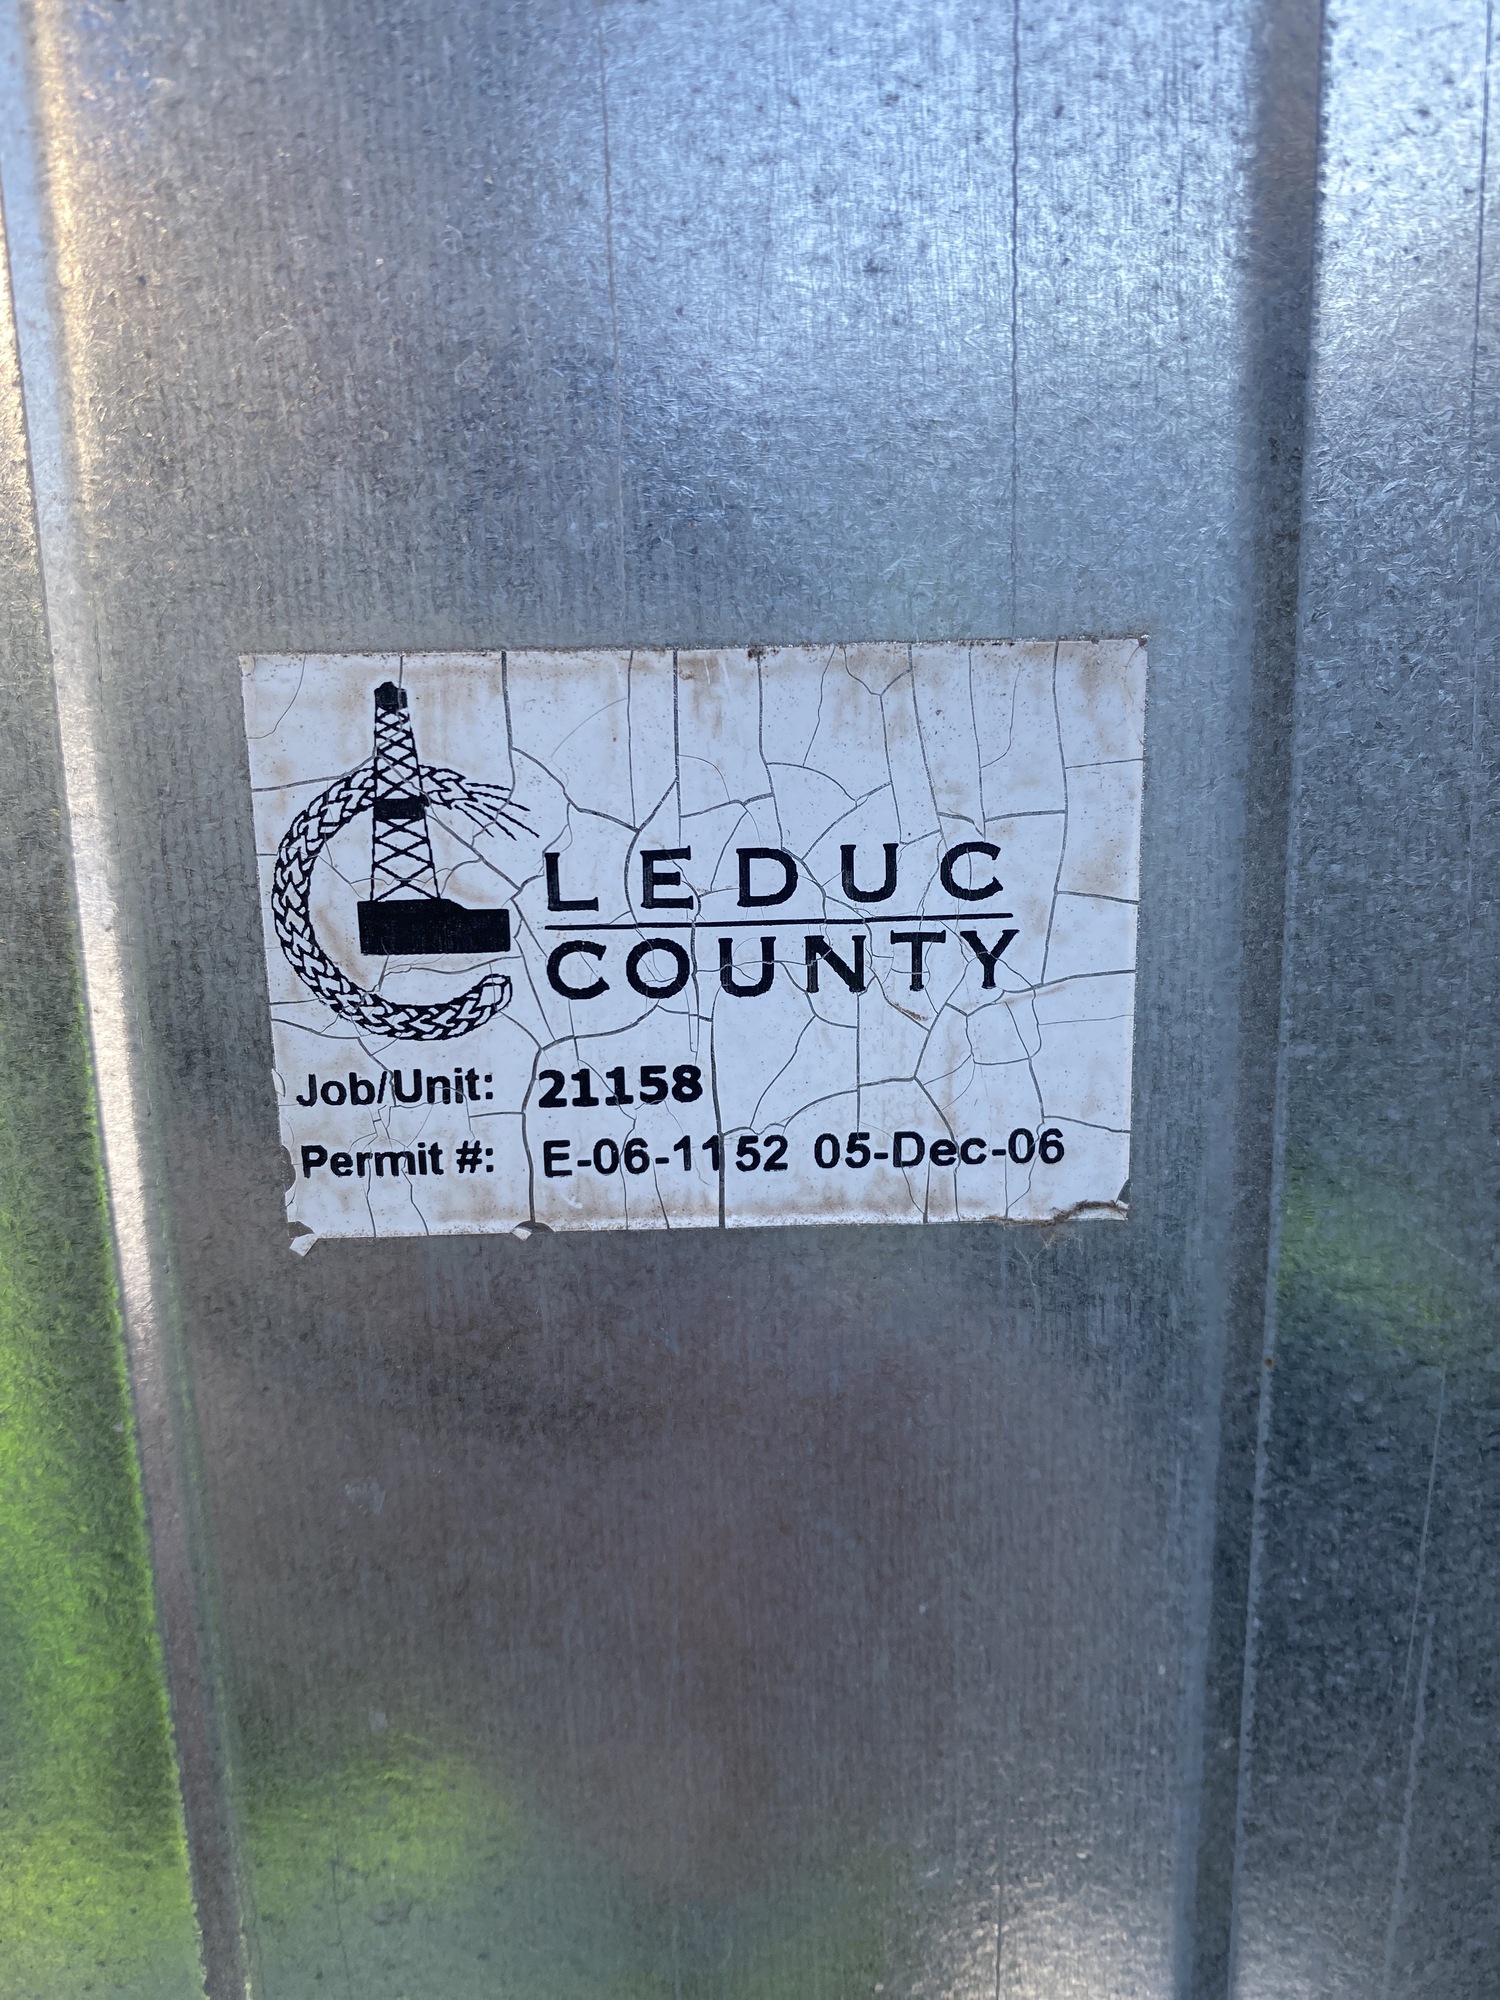 LEDUC
COUNTY
Job/Unit: 21158
Permit #: E-06-1152 05-Dec-06